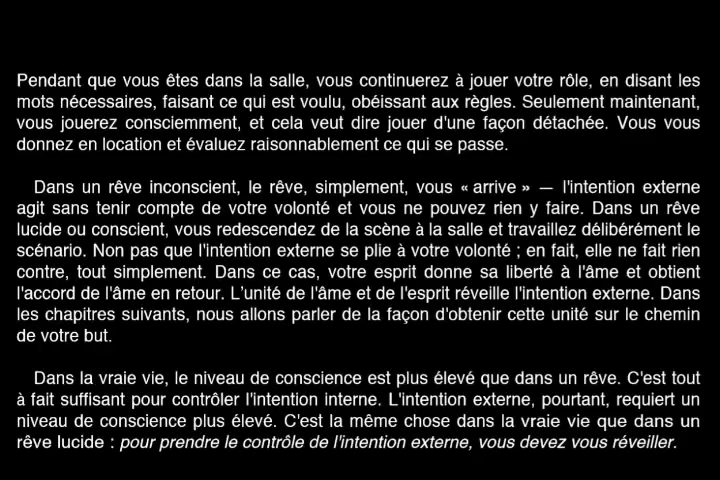 Pendant que vous êtes dans la salle, vous continuerez à jouer votre rôle, en disant les
mots nécessaires, faisant ce qui est voulu, obéissant aux règles. Seulement maintenant,
vous jouerez consciemment, et cela veut dire jouer d'une façon détachée. Vous vous
donnez en location et évaluez raisonnablement ce qui se passe.
Dans un rêve inconscient, le rêve, simplement, vous « arrive » — l'intention externe
agit sans tenir compte de votre volonté et vous ne pouvez rien y faire. Dans un rêve
lucide ou conscient, vous redescendez de la scène à la salle et travaillez délibérément le
scénario. Non pas que l'intention externe se plie à votre volonté ; en fait, elle ne fait rien
contre, tout simplement. Dans ce cas, votre esprit donne sa liberté à l'âme et obtient
l'accord de l'âme en retour. L’unité de l'âme et de l'esprit réveille l'intention externe. Dans
les chapitres suivants, nous allons parler de la façon d'obtenir cette unité sur le chemin
de votre but.
Dans la vraie vie, le niveau de conscience est plus élevé que dans un rêve. C'est tout
à fait suffisant pour contrôler l'intention interne. L'intention externe, pourtant, requiert un
niveau de conscience plus élevé. C'est la même chose dans la vraie vie que dans un
rêve lucide : pour prendre le contrôle de l'intention externe, vous devez vous réveiller.